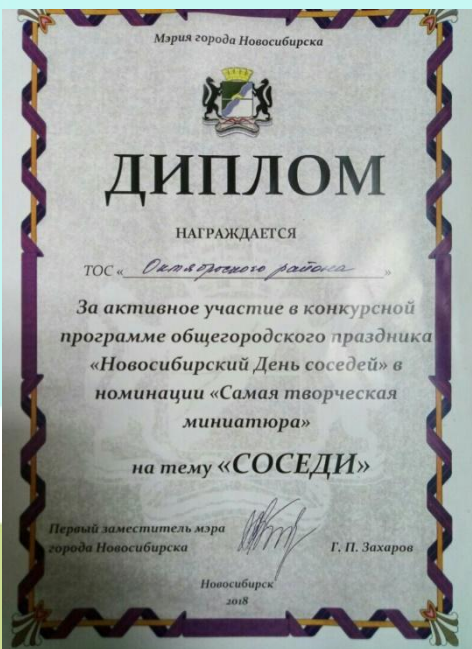 Мэрия города Новосибирска
ДИПЛОМ
НАГРАЖДАЕТСЯ
ТОС «Октябрьского района»
За активное участие в конкурсной
программе общегородского праздника
«Новосибирский День соседей» в
номинации «Самая творческая
миниатюра»
на тему «СОСЕДИ»
Первый заместитель мэра
города Новосибирска Г. П. Захаров
Новосибирск
2018